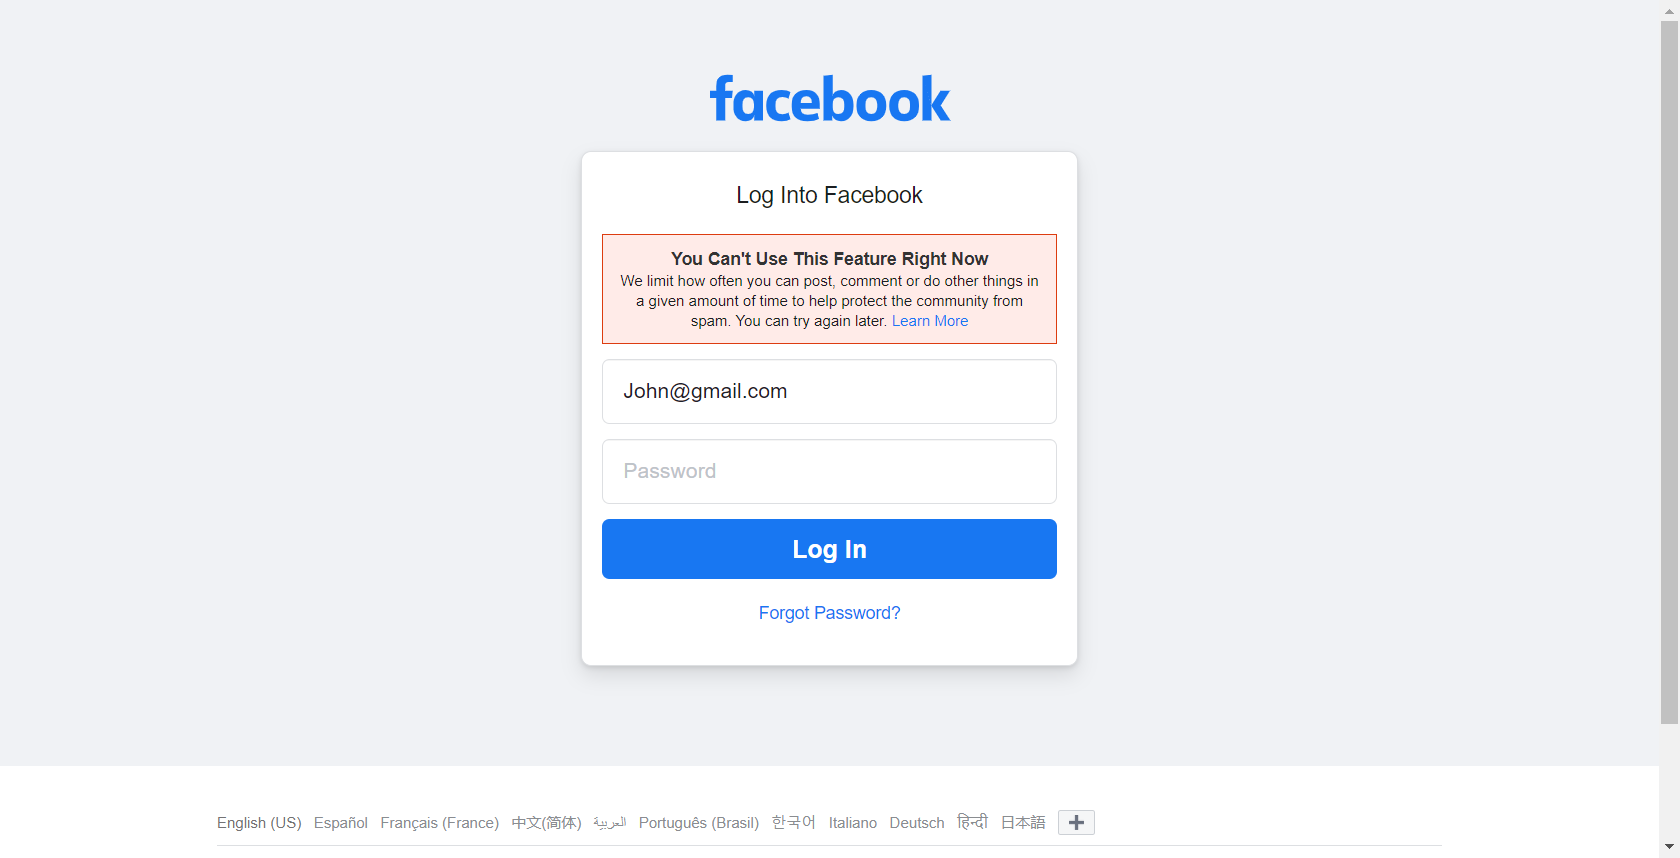 facebook
Log Into Facebook
You Can't Use This Feature Right Now
We limit how often you can post, comment or do other things in
a given amount of time to help protect the community from
spam. You can try again later. Learn More
John@gmail.com
Password
Log In
Forgot Password?
English (US) Español Français (France) 中文(简体) العربية Português (Brasil) 한국어 Italiano Deutsch हिन्दी 日本語